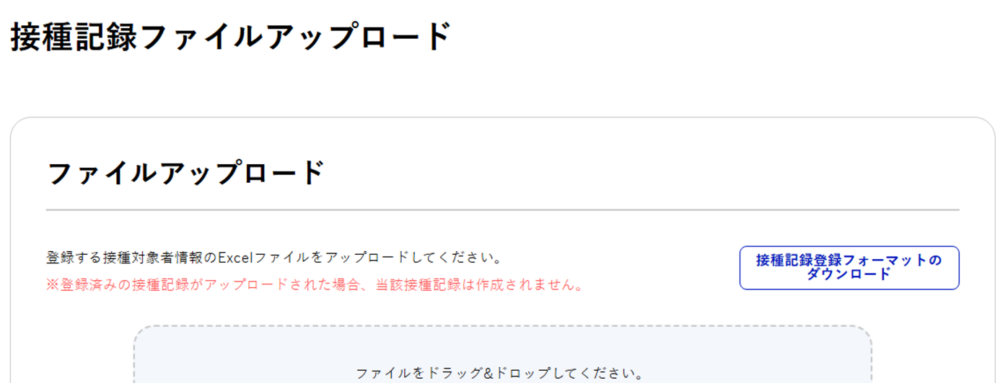 接種記録ファイルアップロード
ファイルアップロード
登録する接種対象者情報のExcelファイルをアップロードしてください。
※登録済みの接種記録がアップロードされた場合、当該接種記録は作成されません。
接種記録登録フォーマットの
ダウンロード
ファイルをドラッグ&ドロップしてください。